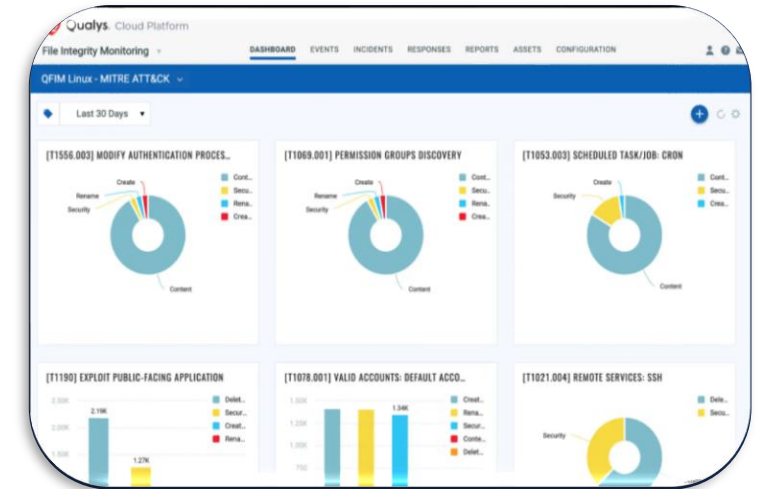 Qualys. Cloud Platform
File Integrity Monitoring
DASHBOARD EVENTS INCIDENTS RESPONSES REPORTS ASSETS CONFIGURATION
QFIM Linux - MITRE ATT&CK
Last 30 Days
[T1556.003] MODIFY AUTHENTICATION PROCES...
Create
Rename
Security
Content
Cont...
Secu...
Rena...
Crea...
[T1069.001] PERMISSION GROUPS DISCOVERY
Create
Rename
Security
Content
Cont...
Secu...
Rena...
Crea...
[T1053.003] SCHEDULED TASK/JOB: CRON
Create
Security
Content
Cont...
Secu...
Crea...
[T1190] EXPLOIT PUBLIC-FACING APPLICATION
2.50K
2.00K
1.50K
2.19K
1.27K
Delet...
Secur...
Creat...
Rena...
[T1078.001] VALID ACCOUNTS: DEFAULT ACCO...
1.50K
1.25K
1.00K
750
1.34K
Creat...
Rena...
Secur...
Conte...
Delet...
[T1021.004] REMOTE SERVICES: SSH
Security
Dele...
Secu...